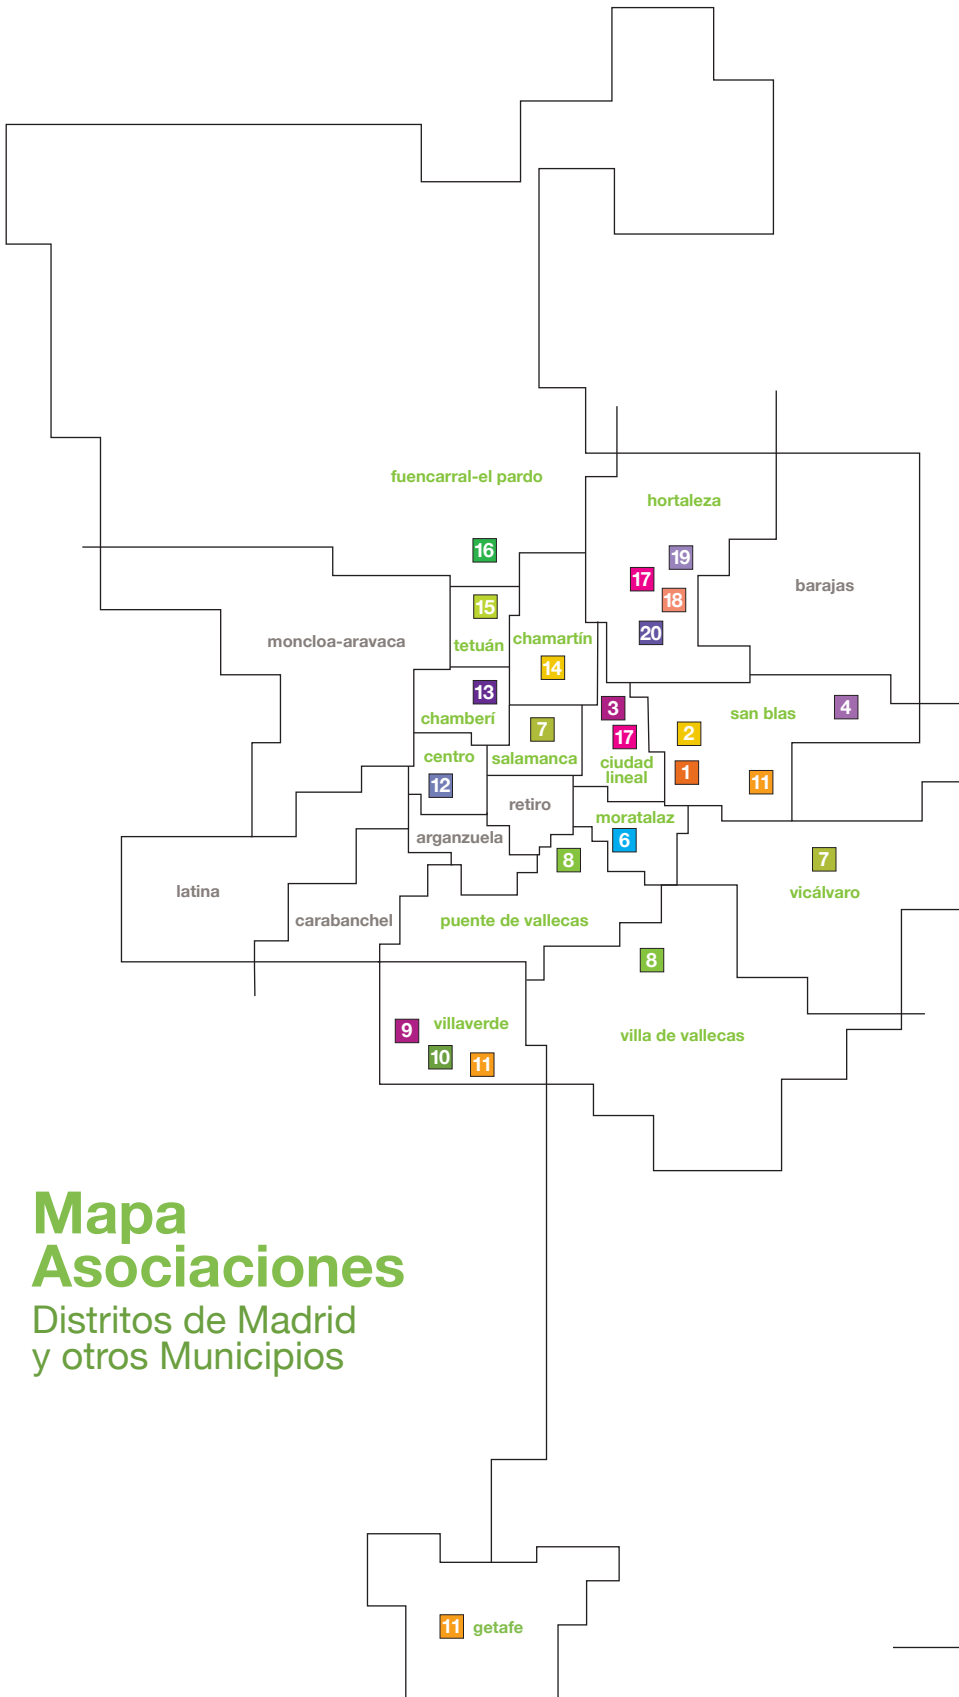 fuencarral-el pardo
hortaleza
16
19
17
barajas
18
15
20
moncloa-aravaca
tetuán
chamartín
14
13
3
4
chamberí
san blas
7
17
2
centro
salamanca
ciudad
lineal
1
11
12
retiro
moratalaz
arganzuela
6
8
7
latina
vicálvaro
carabanchel
puente de vallecas
8
9
villaverde
villa de vallecas
10
11
Mapa
Asociaciones
Distritos de Madrid
y otros Municipios
11
getafe